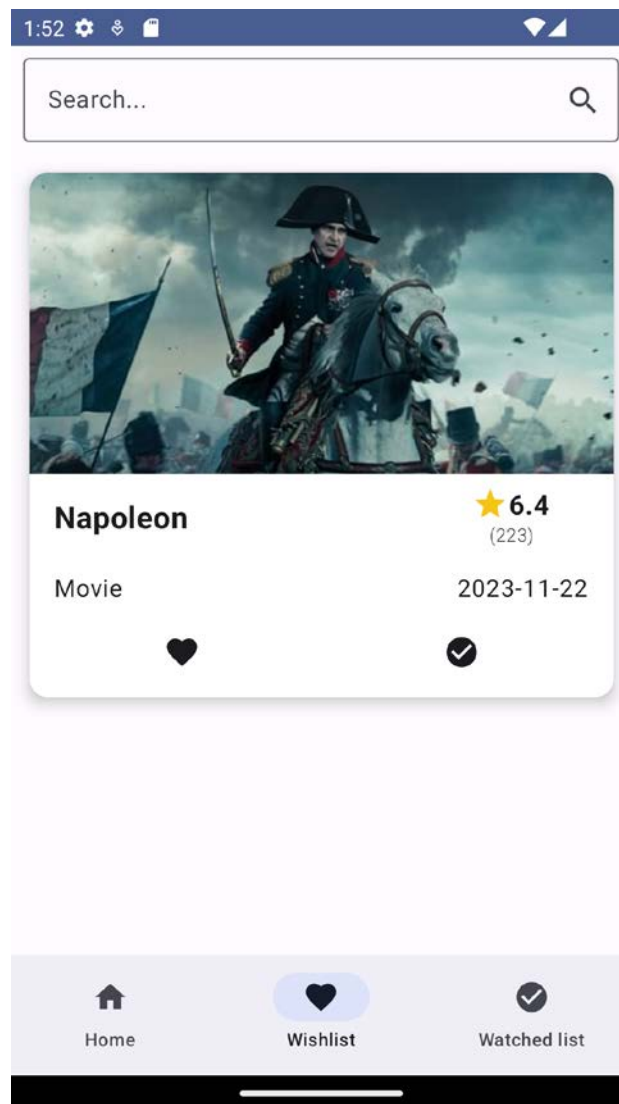 1:52
Search...
Napoleon
6.4
(223)
Movie
2023-11-22
Home
Wishlist
Watched list